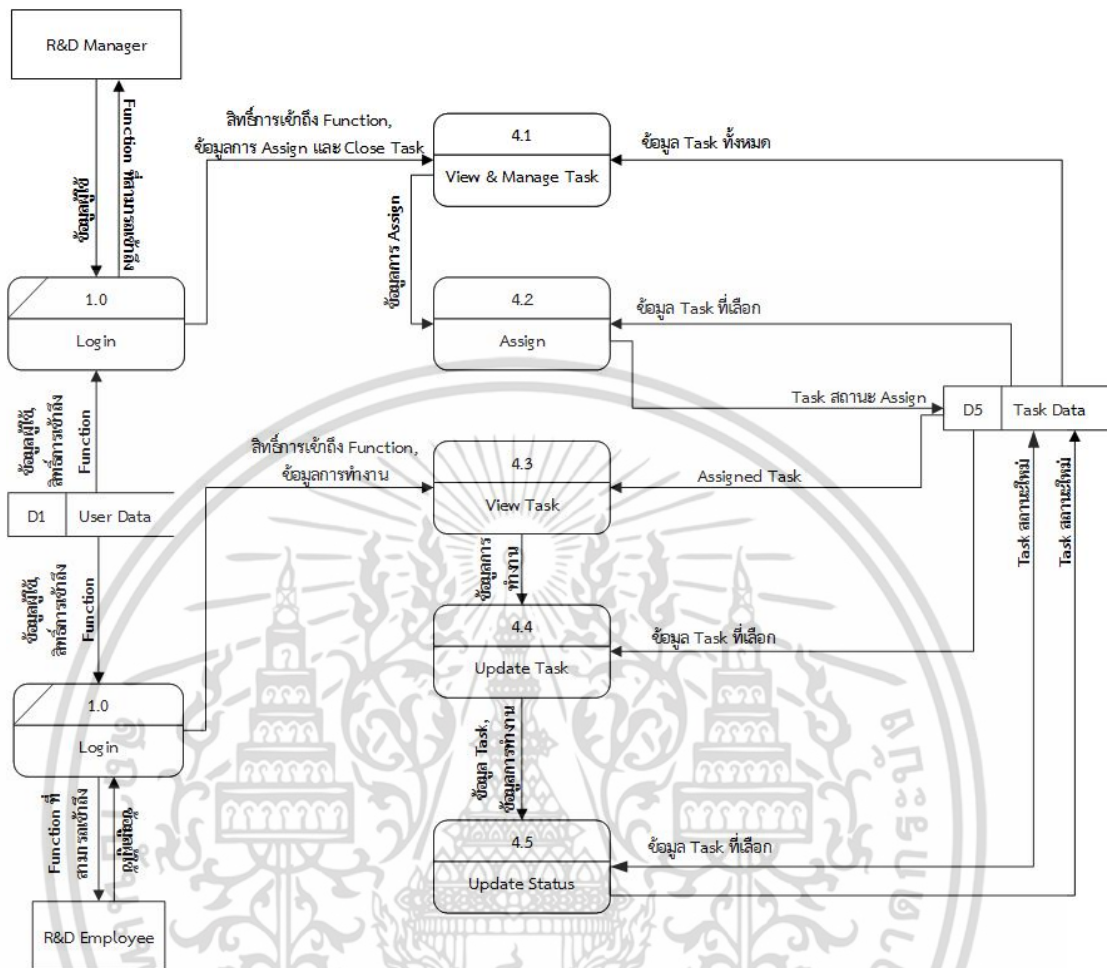 R&D Manager
ข้อมูลผู้ใช้
Function ที่สามารถเข้าถึง
สิทธิ์การเข้าถึง Function,
ข้อมูลการ Assign และ Close Task
4.1
View & Manage Task
ข้อมูล Task ทั้งหมด
ข้อมูลการ Assign
1.0
Login
4.2
Assign
ข้อมูล Task ที่เลือก
Task สถานะ Assign
D5
Task Data
ข้อมูลผู้ใช้,
สิทธิ์การเข้าถึง
Function
D1
User Data
สิทธิ์การเข้าถึง Function,
ข้อมูลการทำงาน
4.3
View Task
Assigned Task
Task สถานะใหม่
Task สถานะใหม่
ข้อมูลผู้ใช้,
สิทธิ์การเข้าถึง
Function
ข้อมูลการ
ทำงาน
4.4
Update Task
ข้อมูล Task ที่เลือก
1.0
Login
ข้อมูล Task,
ข้อมูลการทำงาน
Function ที่
สามารถเข้าถึง
ข้อมูลผู้ใช้
4.5
Update Status
ข้อมูล Task ที่เลือก
R&D Employee